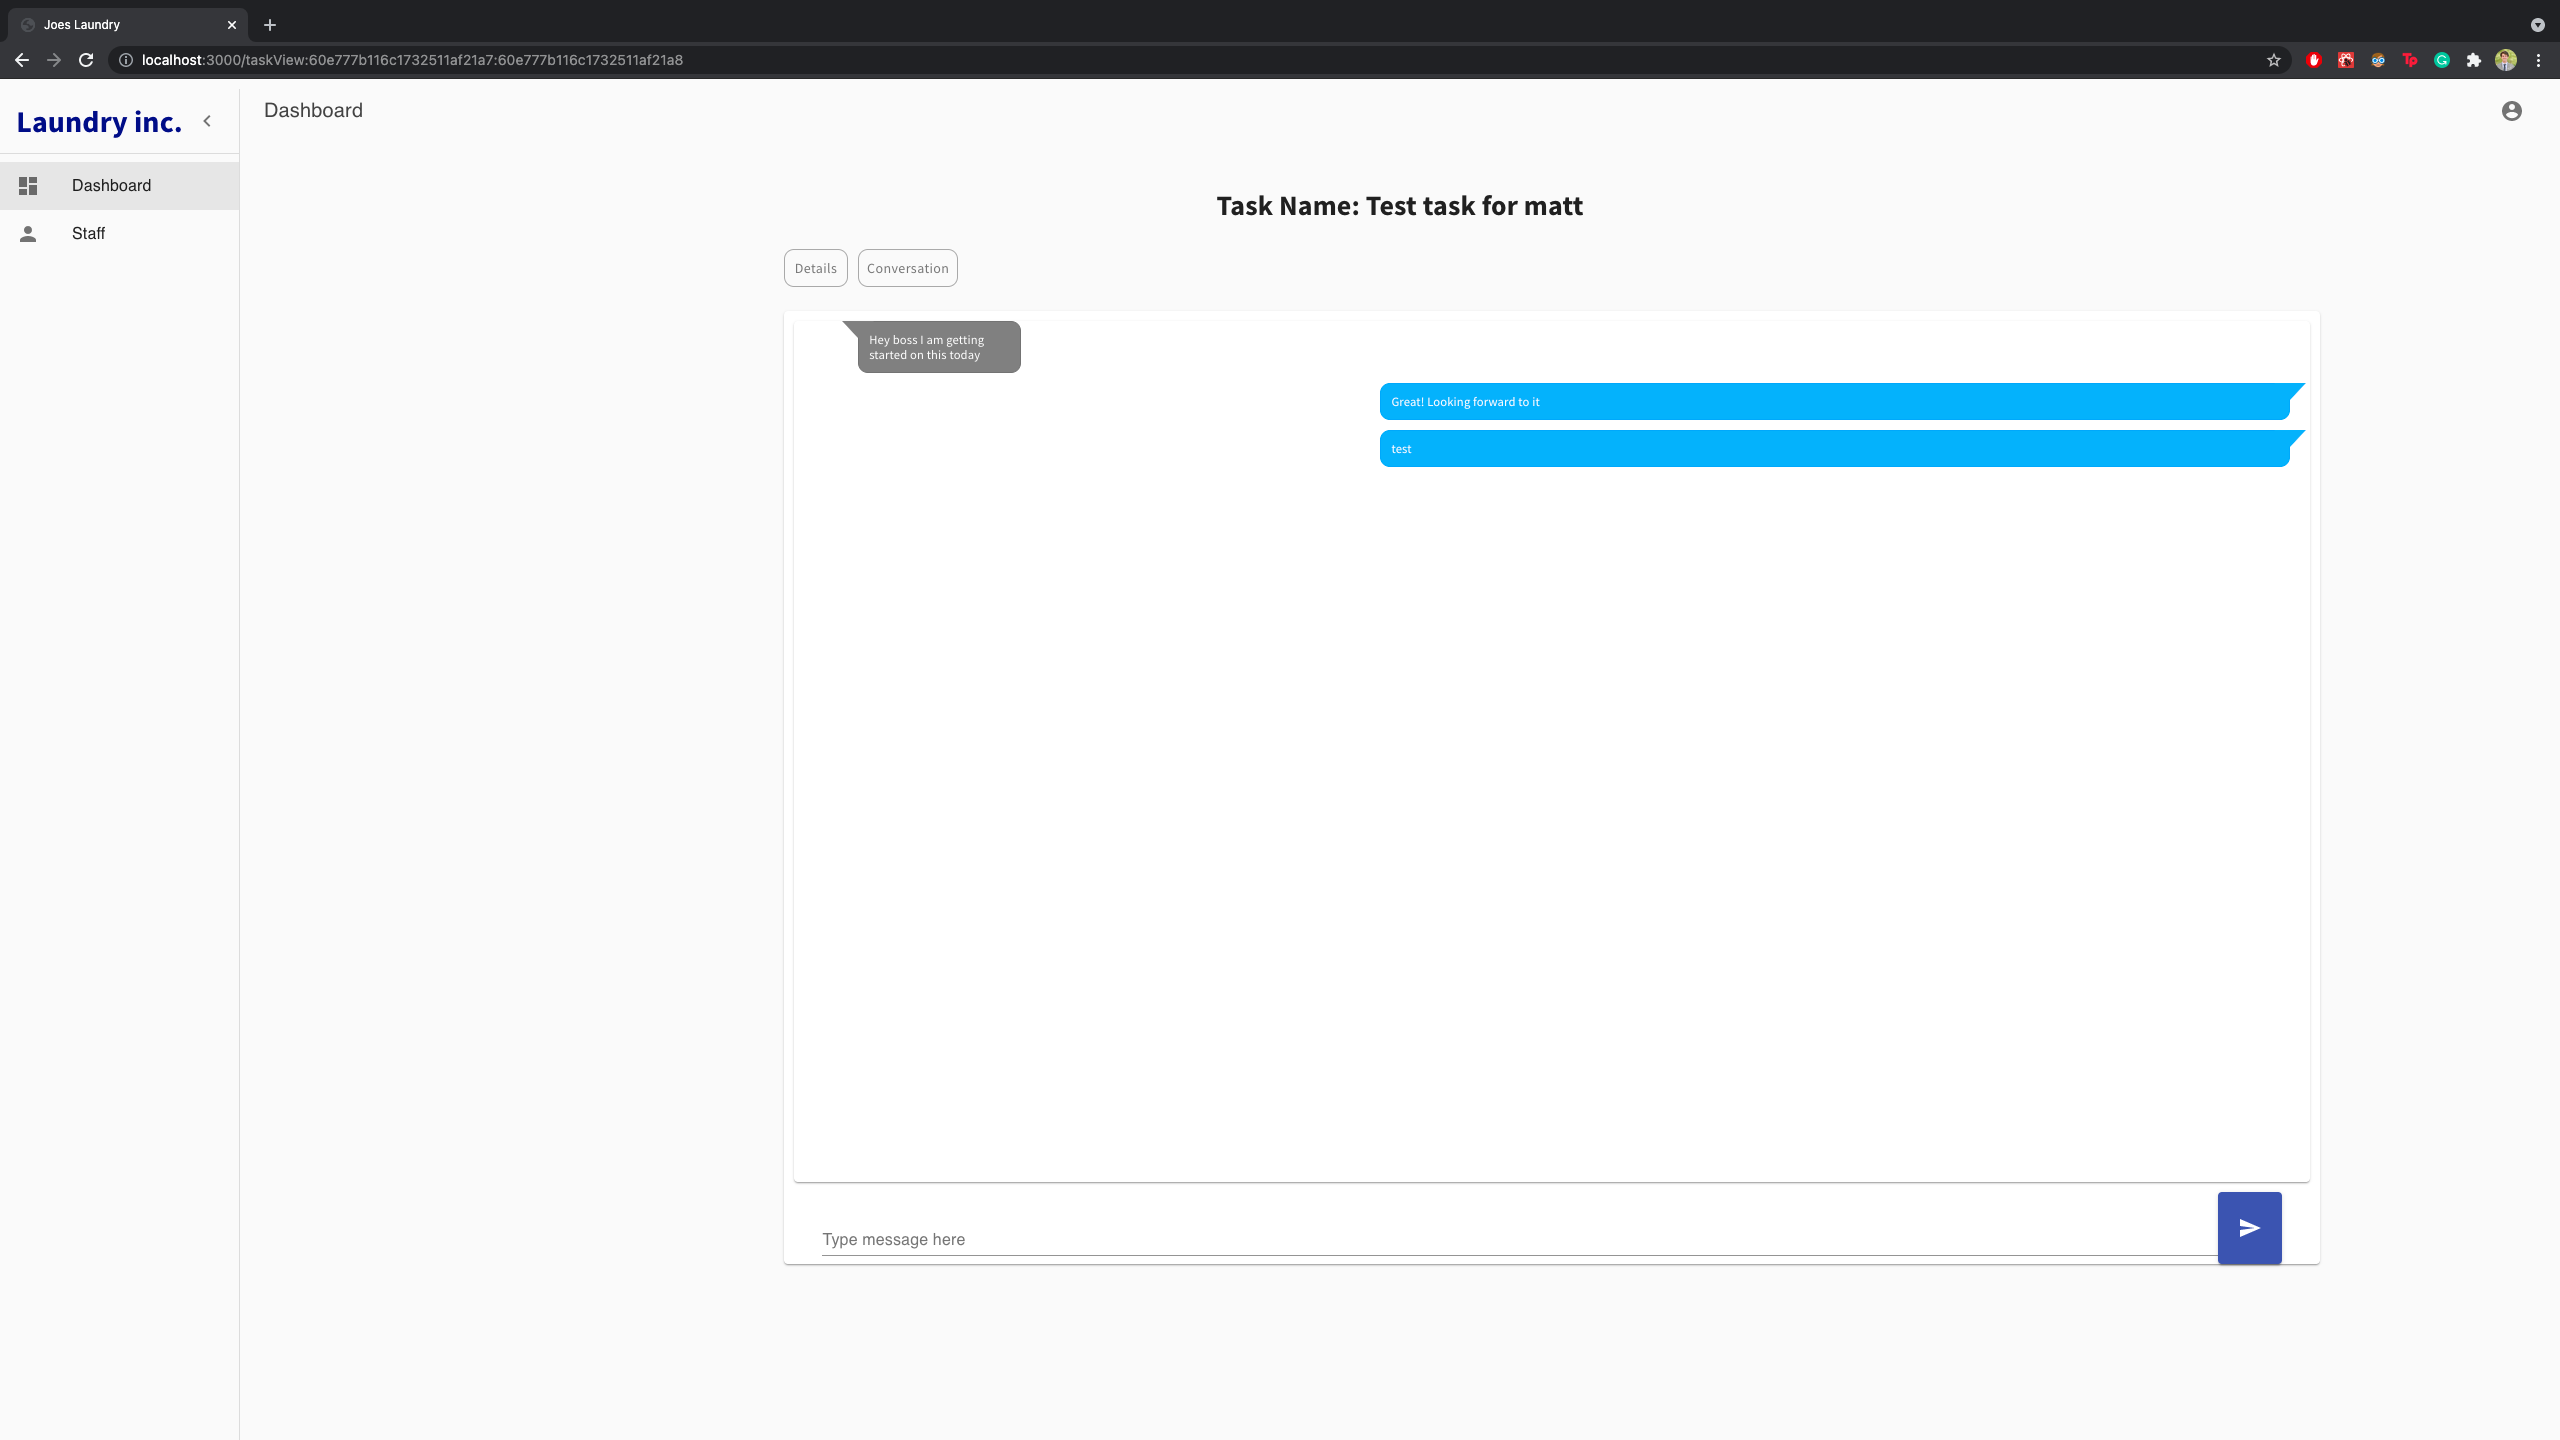 Joes Laundry
localhost:3000/taskView:60e777b116c1732511af21a7:60e777b116c1732511af21a8
Laundry inc.
Dashboard
Dashboard
Staff
Task Name: Test task for matt
Details
Conversation
Hey boss I am getting
started on this today
Great! Looking forward to it
test
Type message here